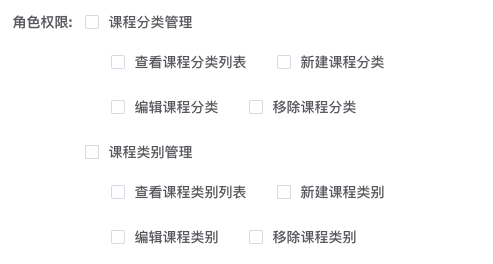 角色权限: 课程分类管理
查看课程分类列表 新建课程分类
编辑课程分类 移除课程分类
课程类别管理
查看课程类别列表 新建课程类别
编辑课程类别 移除课程类别